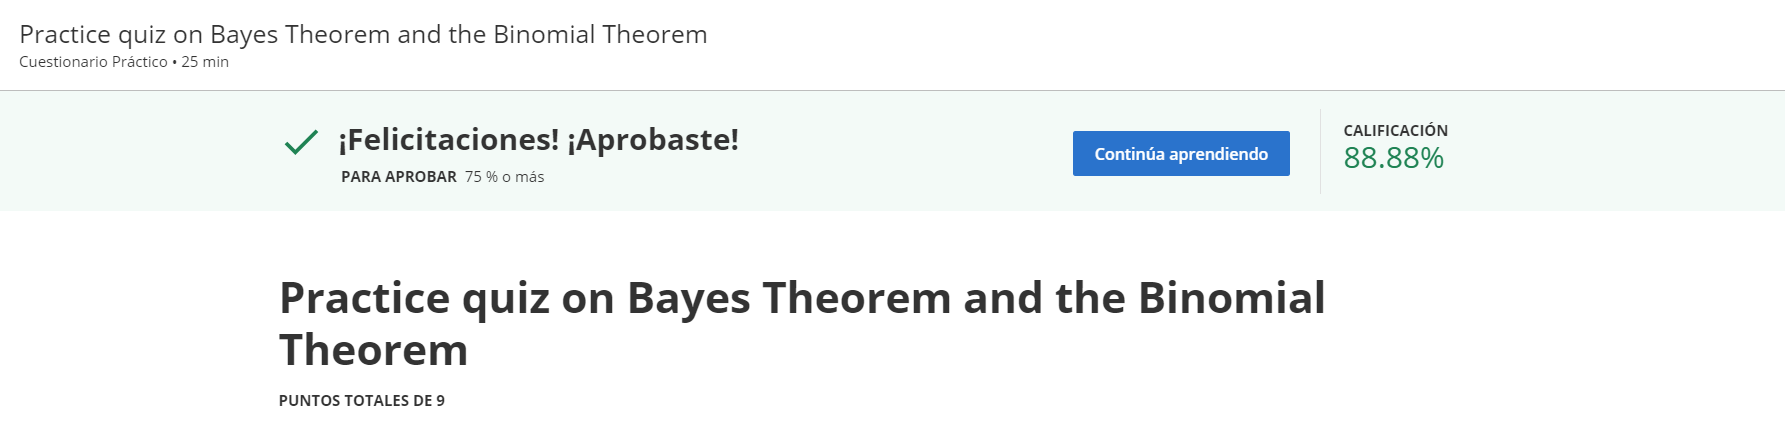 Practice quiz on Bayes Theorem and the Binomial Theorem
Cuestionario Práctico • 25 min
¡Felicitaciones! ¡Aprobaste!
PARA APROBAR 75 % o más
Continúa aprendiendo
CALIFICACIÓN
88.88%
Practice quiz on Bayes Theorem and the Binomial
Theorem
PUNTOS TOTALES DE 9